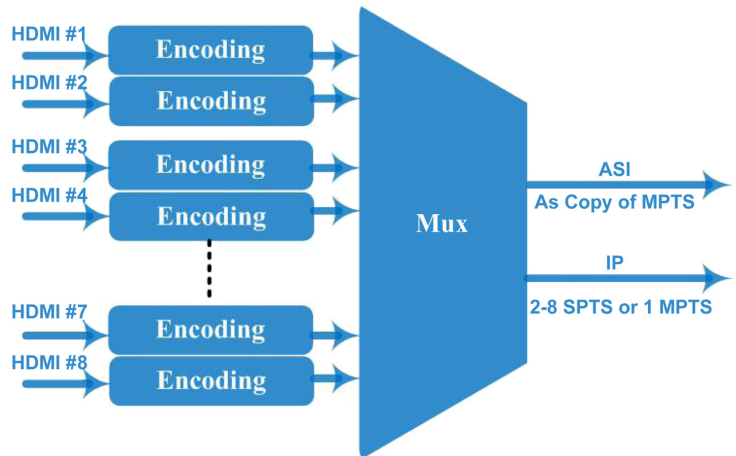 HDMI #1
Encoding
HDMI #2
Encoding
HDMI #3
Encoding
HDMI #4
Encoding
HDMI #7
Encoding
HDMI #8
Encoding
Mux
ASI
As Copy of MPTS
IP
2-8 SPTS or 1 MPTS